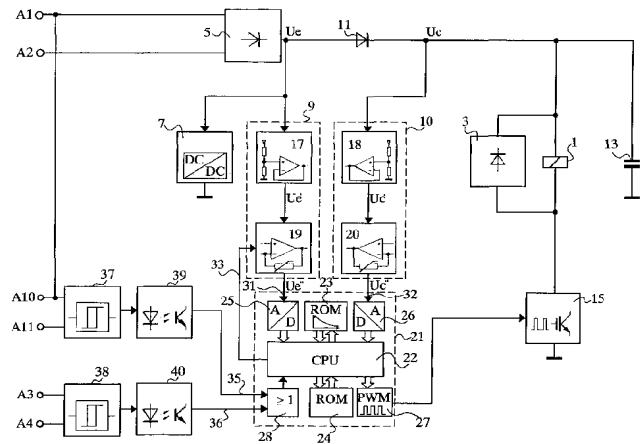 A1
5
Ue
11
Uc
A2
9
7
17
18
10
3
1
13
DC
DC
Ue'
Uc'
19
20
33
31
Ue"
23
Uc"
32
A10
37
39
25
A
D
ROM
D
A
26
15
21
A11
CPU
22
38
40
35
A3
≥ 1
ROM
PWM
A4
36
28
24
27